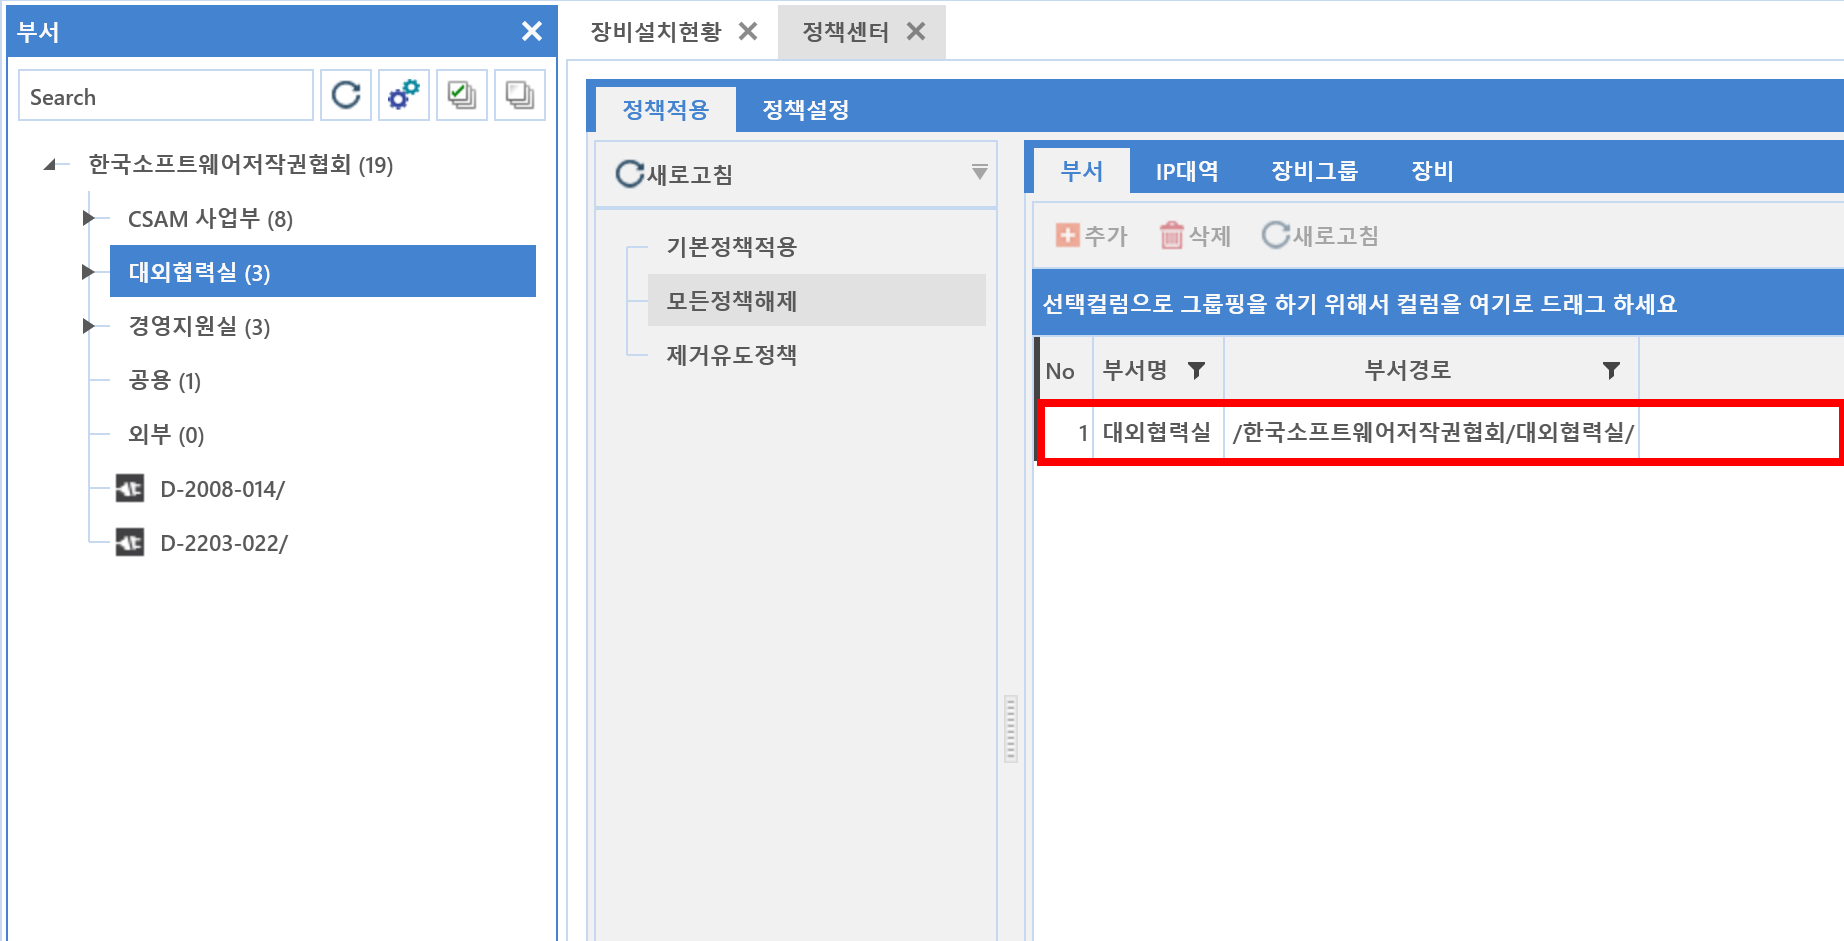 부서
Search
한국소프트웨어저작권협회 (19)
CSAM 사업부 (8)
대외협력실 (3)
경영지원실 (3)
공용 (1)
외부 (0)
D-2008-014/
D-2203-022/
장비설치현황
정책센터
정책적용
정책설정
새로고침
기본정책적용
모든정책해제
제거유도정책
부서
IP대역
장비그룹
장비
추가
삭제
새로고침
선택컬럼으로 그룹핑을 하기 위해서 컬럼을 여기로 드래그 하세요
No 부서명 부서경로
1 대외협력실 /한국소프트웨어저작권협회/대외협력실/